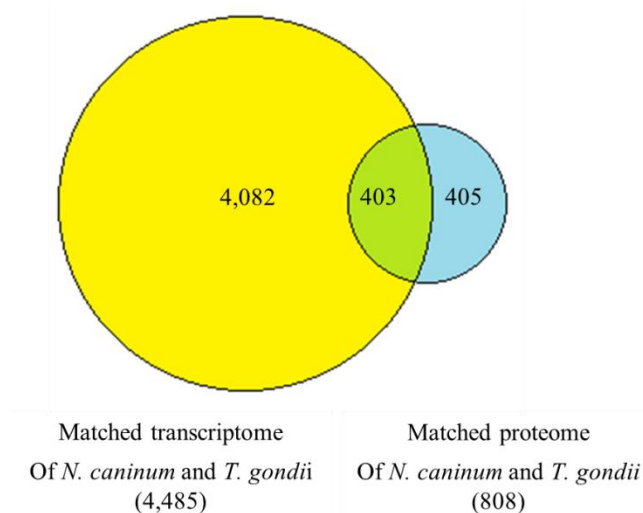 4,082 403 405
Matched transcriptome
Of N. caninum and T. gondii
(4,485)
Matched proteome
Of N. caninum and T. gondii
(808)